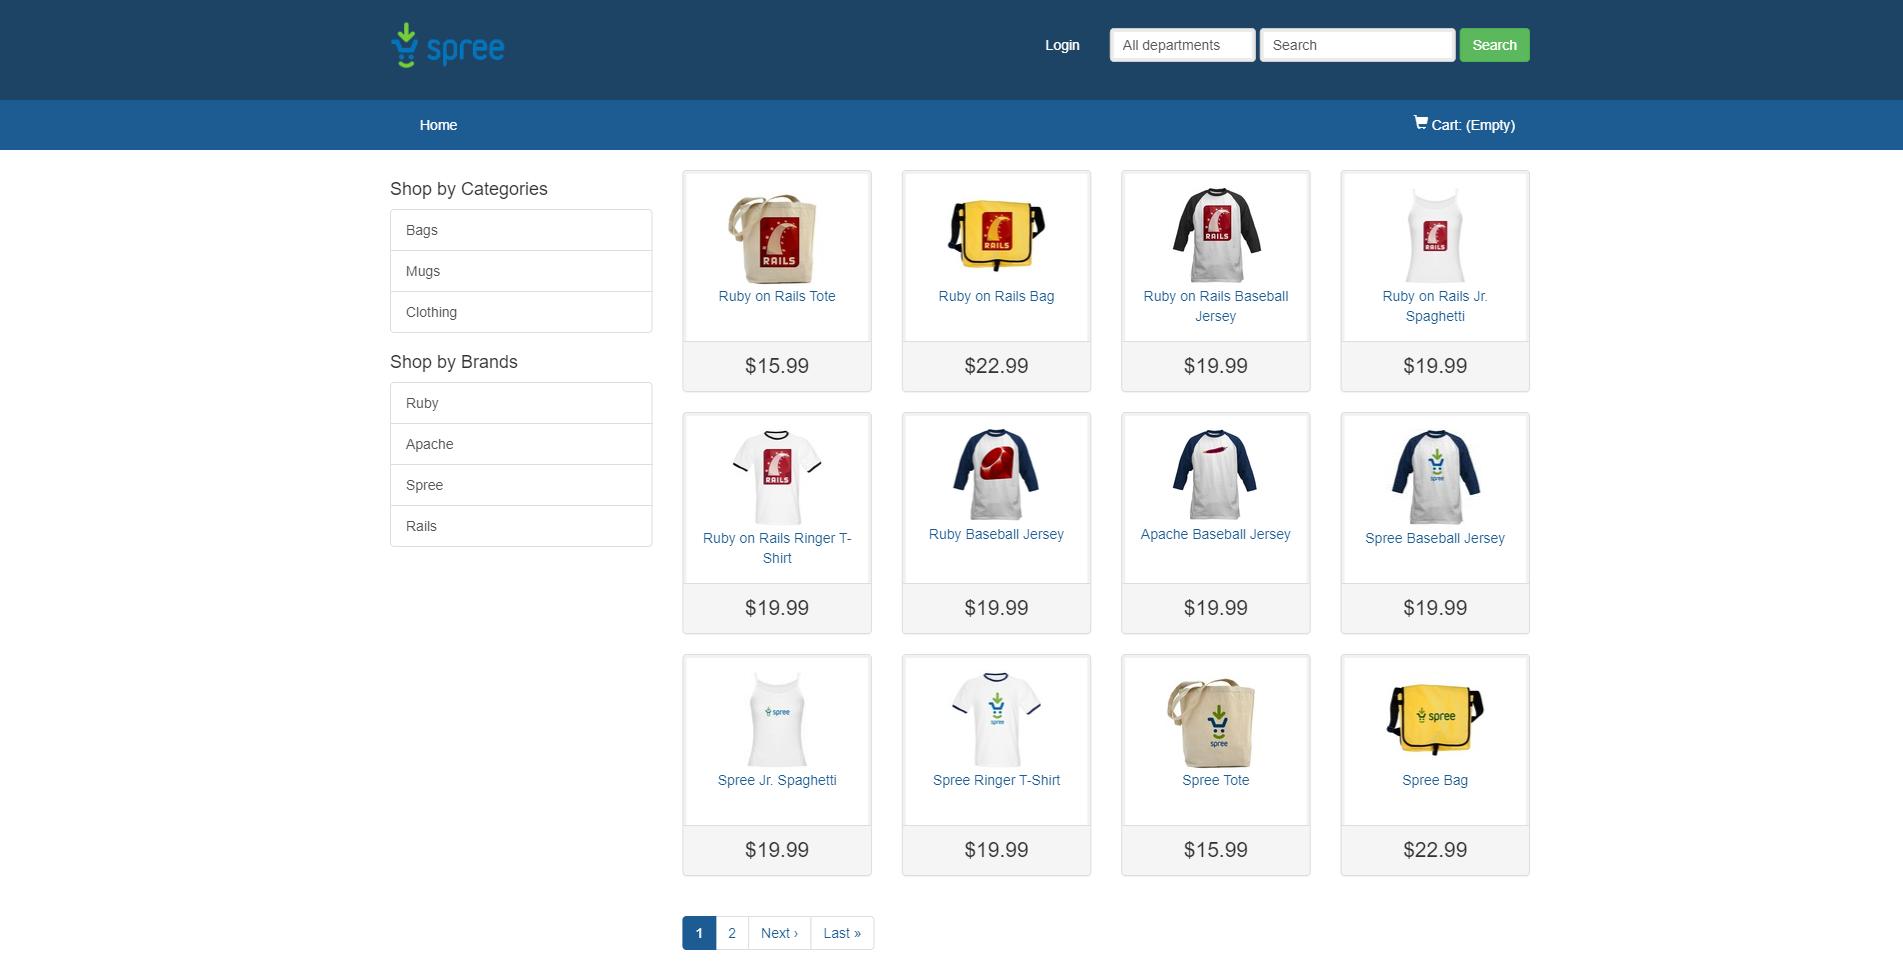 spree
Login
All departments
Search
Search
Home
Cart: (Empty)
Shop by Categories
Bags
Mugs
Clothing
Shop by Brands
Ruby
Apache
Spree
Rails
RAILS
Ruby on Rails Tote
$15.99
RAILS
Ruby on Rails Bag
$22.99
RAILS
Ruby on Rails Baseball
Jersey
$19.99
RAILS
Ruby on Rails Jr.
Spaghetti
$19.99
RAILS
Ruby on Rails Ringer T-
Shirt
$19.99
Ruby Baseball Jersey
$19.99
Apache Baseball Jersey
$19.99
spree
Spree Baseball Jersey
$19.99
spree
Spree Jr. Spaghetti
$19.99
spree
Spree Ringer T-Shirt
$19.99
spree
Spree Tote
$15.99
spree
Spree Bag
$22.99
1
2
Next ›
Last »